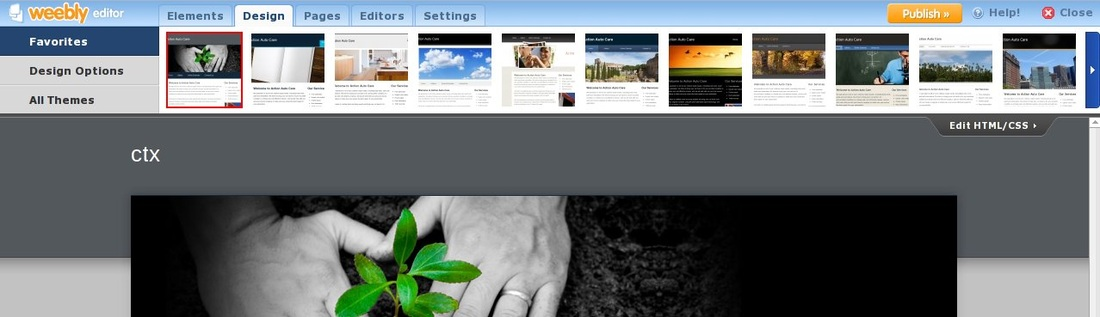 weebly editor
Elements
Design
Pages
Editors
Settings
Publish »
Help!
Close
Favorites
Design Options
All Themes
Edit HTML/CSS
ctx